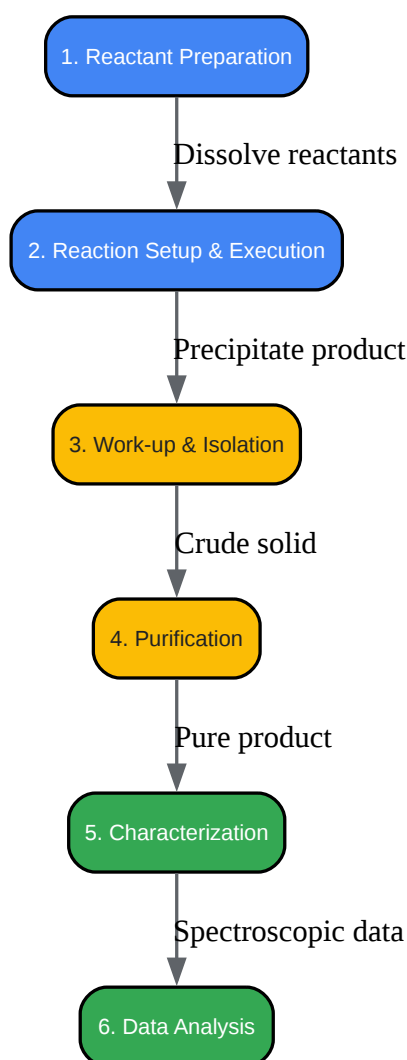 1. Reactant Preparation
Dissolve reactants
2. Reaction Setup & Execution
Precipitate product
3. Work-up & Isolation
Crude solid
4. Purification
Pure product
5. Characterization
Spectroscopic data
6. Data Analysis